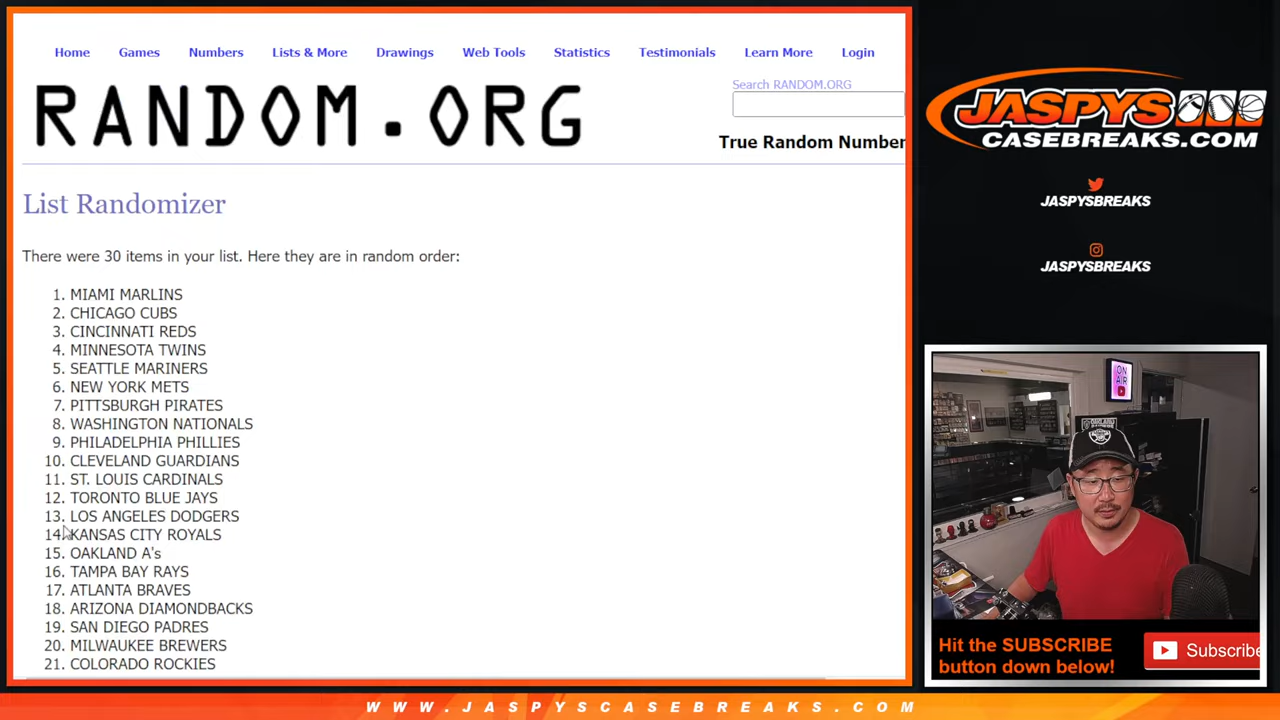 Home Games Numbers Lists & More Drawings Web Tools Statistics Testimonials Learn More Login
RANDOM.ORG
Search RANDOM.ORG
True Random Number
List Randomizer
There were 30 items in your list. Here they are in random order:
1. MIAMI MARLINS
2. CHICAGO CUBS
3. CINCINNATI REDS
4. MINNESOTA TWINS
5. SEATTLE MARINERS
6. NEW YORK METS
7. PITTSBURGH PIRATES
8. WASHINGTON NATIONALS
9. PHILADELPHIA PHILLIES
10. CLEVELAND GUARDIANS
11. ST. LOUIS CARDINALS
12. TORONTO BLUE JAYS
13. LOS ANGELES DODGERS
14. KANSAS CITY ROYALS
15. OAKLAND A's
16. TAMPA BAY RAYS
17. ATLANTA BRAVES
18. ARIZONA DIAMONDBACKS
19. SAN DIEGO PADRES
20. MILWAUKEE BREWERS
21. COLORADO ROCKIES
JASPYS
CASEBREAKS.COM
JASPYSBREAKS
JASPYSBREAKS
ON
AIR
Hit the SUBSCRIBE
button down below!
Subscribe
WWW.JASPYSCASEBREAKS.COM